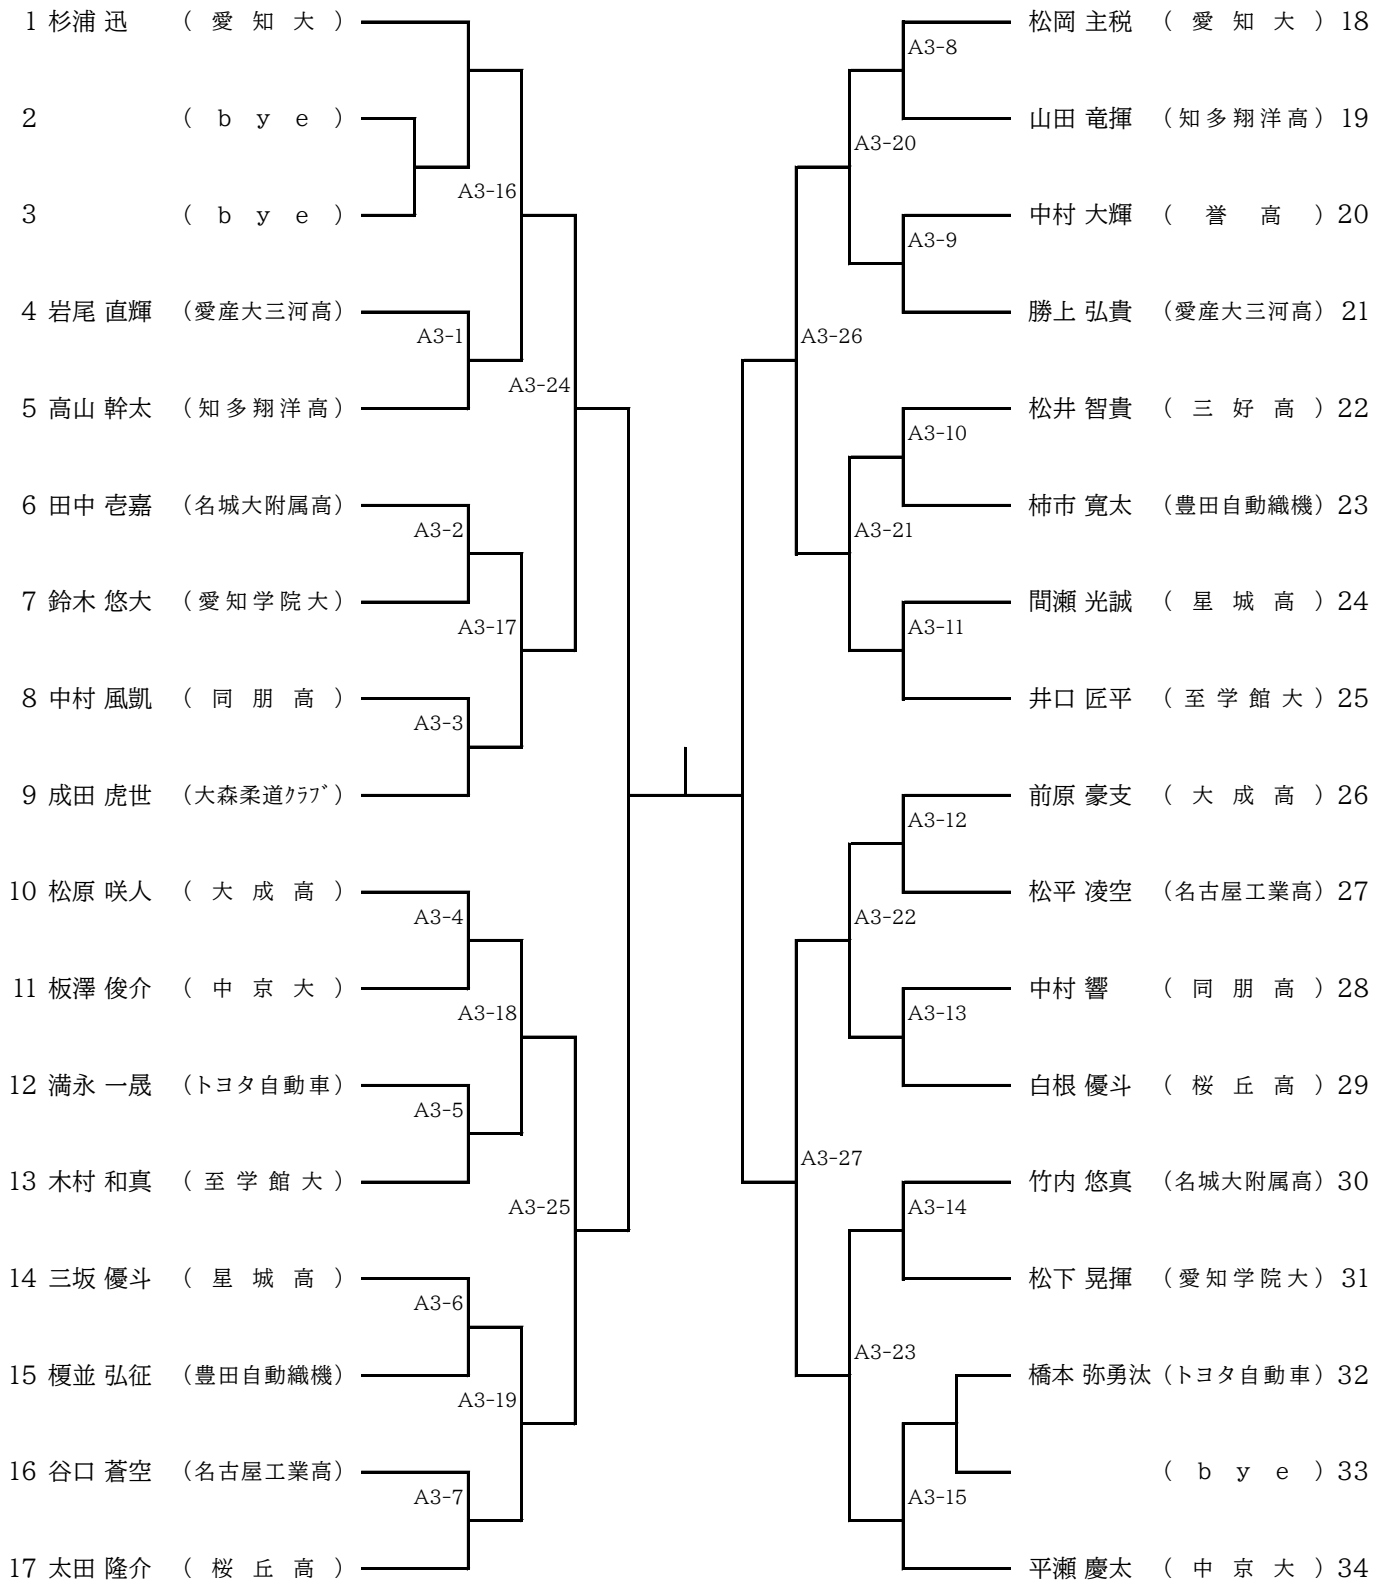 1 杉浦 迅 （愛知大）
2 （bye）
3 （bye）
A3-16
4 岩尾 直輝 （愛産大三河高）
A3-1
A3-24
5 高山 幹太 （知多翔洋高）
6 田中 壱嘉 （名城大附属高）
A3-2
7 鈴木 悠大 （愛知学院大）
A3-17
8 中村 風凱 （同朋高）
A3-3
9 成田 虎世 （大森柔道ｸﾗﾌﾞ）
10 松原 咲人 （大成高）
A3-4
11 板澤 俊介 （中京大）
A3-18
12 満永 一晟 （トヨタ自動車）
A3-5
13 木村 和真 （至学館大）
A3-25
14 三坂 優斗 （星城高）
A3-6
15 榎並 弘征 （豊田自動織機）
A3-19
16 谷口 蒼空 （名古屋工業高）
A3-7
17 太田 隆介 （桜丘高）
松岡 主税 （愛知大） 18
A3-8
山田 竜揮 （知多翔洋高） 19
A3-20
中村 大輝 （誉高） 20
A3-9
勝上 弘貴 （愛産大三河高） 21
A3-26
松井 智貴 （三好高） 22
A3-10
柿市 寛太 （豊田自動織機） 23
A3-21
間瀬 光誠 （星城高） 24
A3-11
井口 匠平 （至学館大） 25
前原 豪支 （大成高） 26
A3-12
松平 凌空 （名古屋工業高） 27
A3-22
中村 響 （同朋高） 28
A3-13
白根 優斗 （桜丘高） 29
A3-27
竹内 悠真 （名城大附属高） 30
A3-14
松下 晃揮 （愛知学院大） 31
A3-23
橋本 弥勇汰 （トヨタ自動車） 32
（bye） 33
A3-15
平瀬 慶太 （中京大） 34